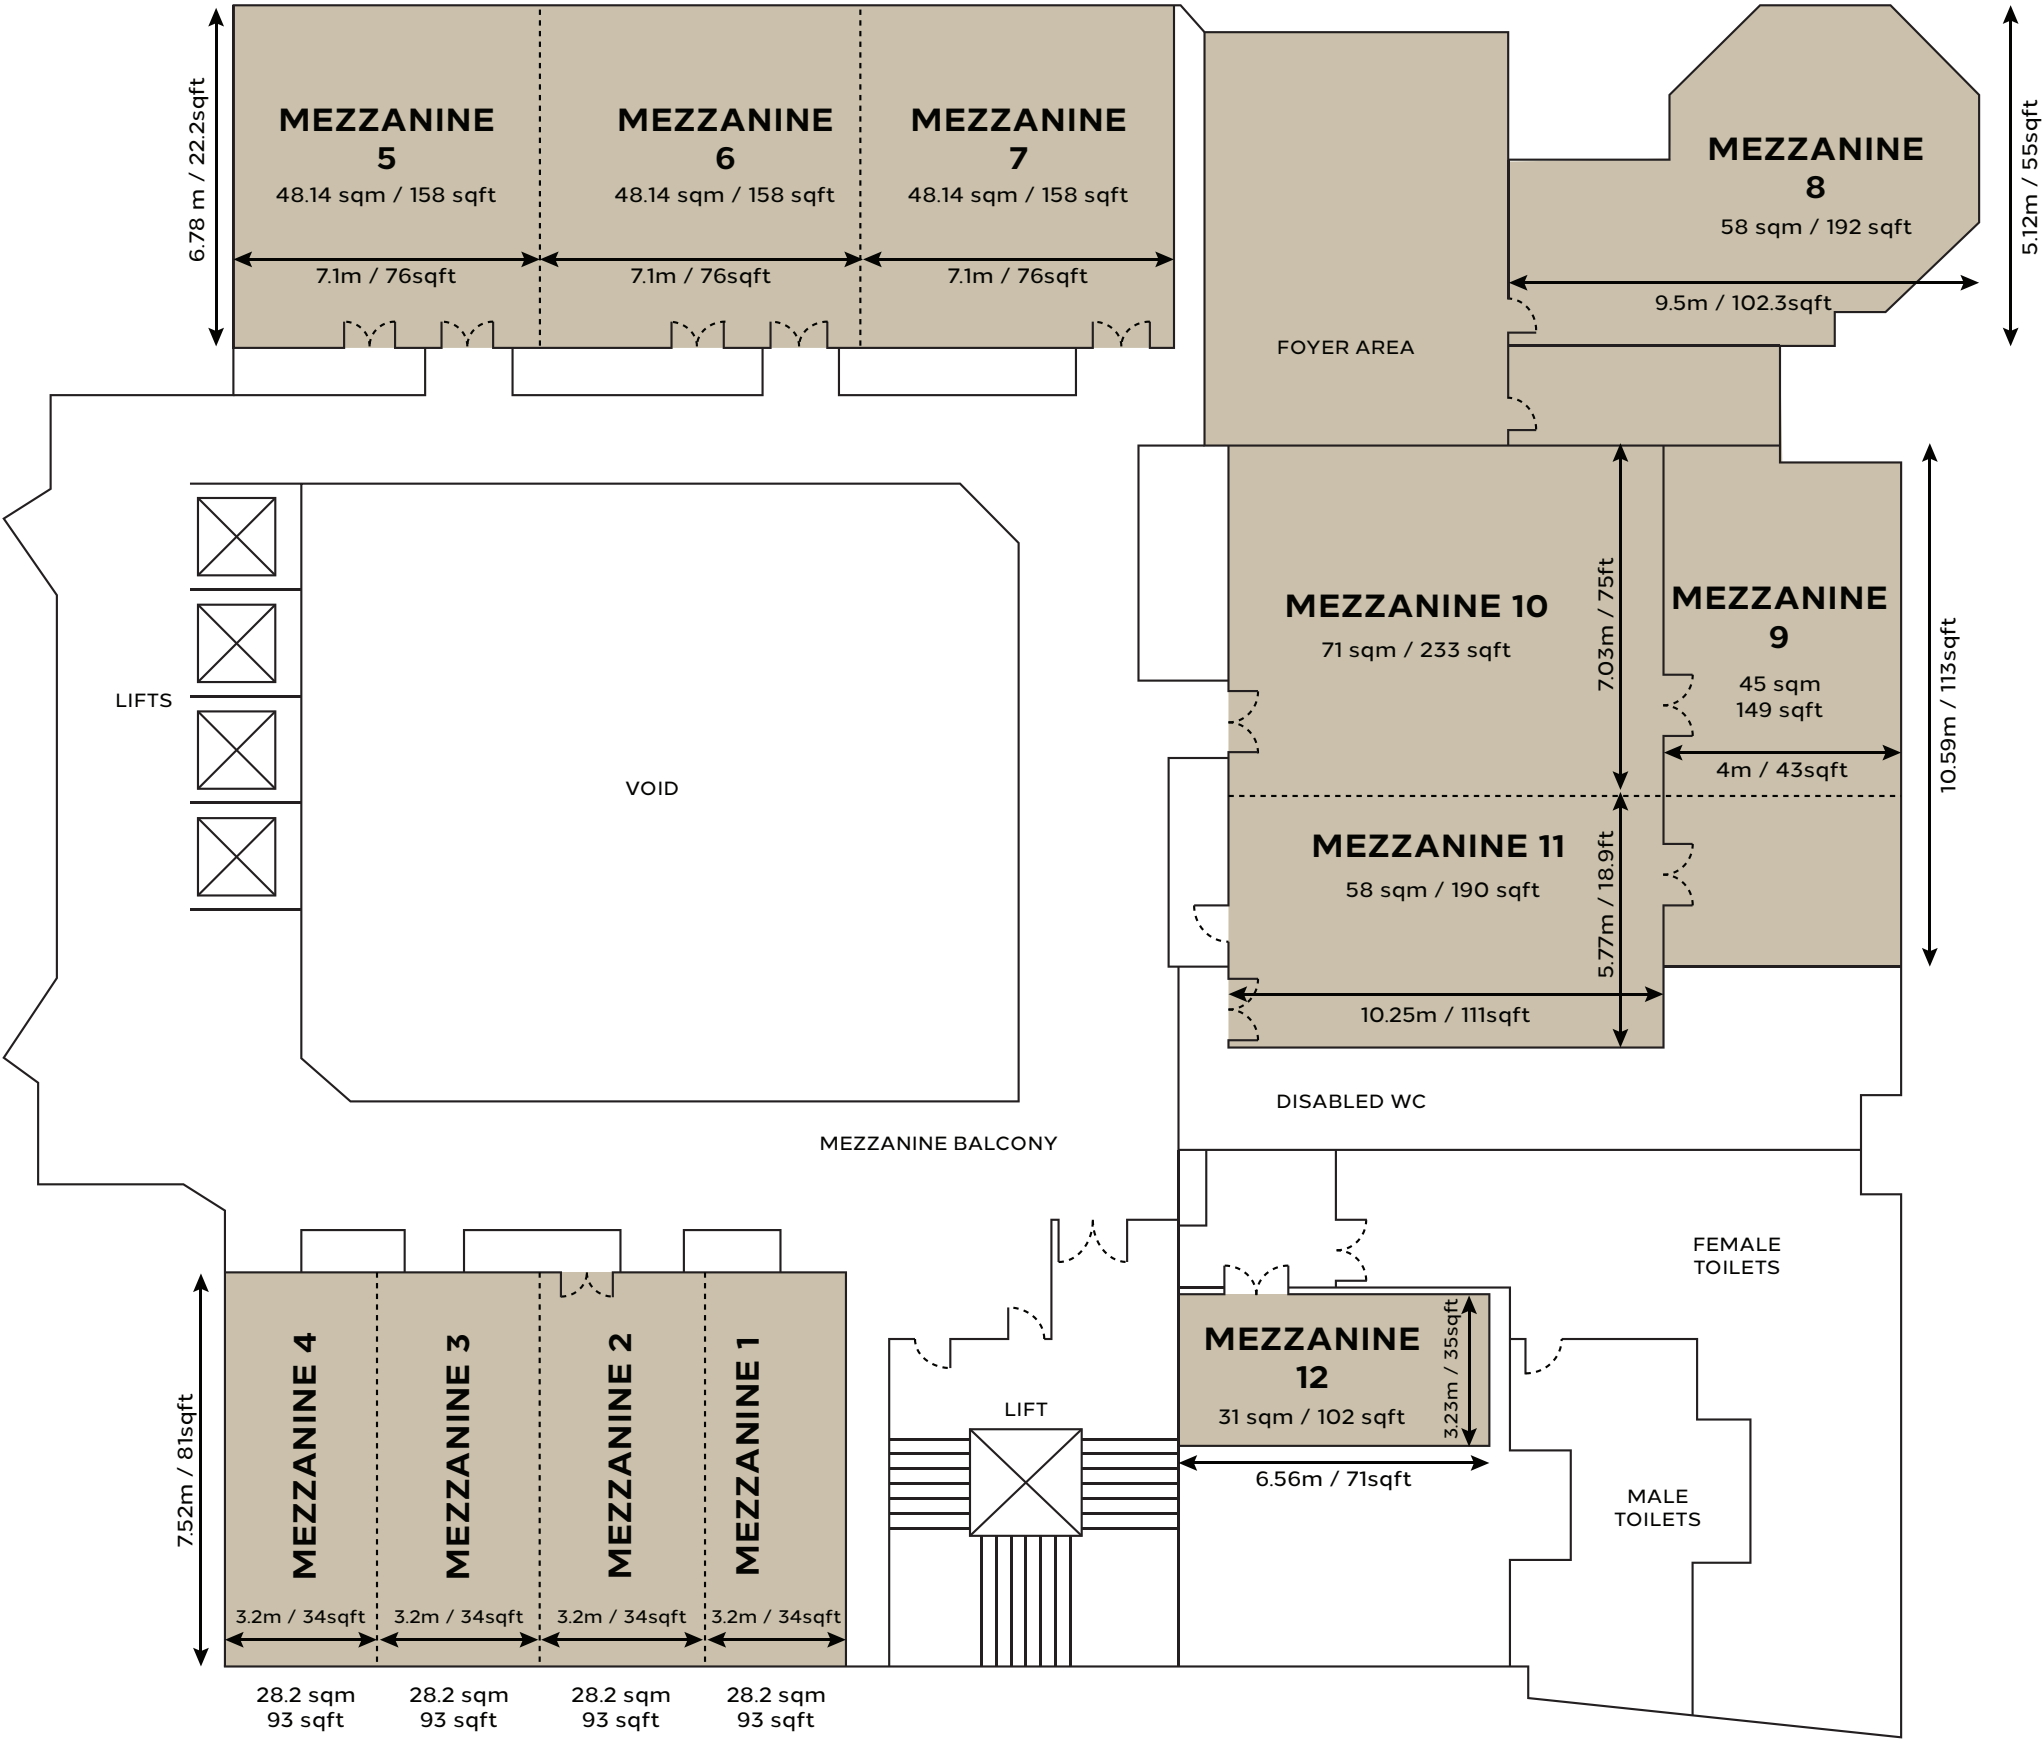 6.78 m / 22.2sqft
MEZZANINE
5
48.14 sqm / 158 sqft
7.1m / 76sqft
MEZZANINE
6
48.14 sqm / 158 sqft
7.1m / 76sqft
MEZZANINE
7
48.14 sqm / 158 sqft
7.1m / 76sqft
FOYER AREA
MEZZANINE
8
58 sqm / 192 sqft
9.5m / 102.3sqft
5.12m / 55sqft
LIFTS
VOID
MEZZANINE 10
71 sqm / 233 sqft
7.03m / 75ft
MEZZANINE
9
45 sqm
149 sqft
4m / 43sqft
10.59m / 113sqft
MEZZANINE 11
58 sqm / 190 sqft
5.77m / 18.9ft
10.25m / 111sqft
DISABLED WC
MEZZANINE BALCONY
FEMALE
TOILETS
7.52m / 81sqft
MEZZANINE 4
MEZZANINE 3
MEZZANINE 2
MEZZANINE 1
3.2m / 34sqft
3.2m / 34sqft
3.2m / 34sqft
3.2m / 34sqft
28.2 sqm
93 sqft
28.2 sqm
93 sqft
28.2 sqm
93 sqft
28.2 sqm
93 sqft
LIFT
MEZZANINE
12
31 sqm / 102 sqft
3.23m / 35sqft
6.56m / 71sqft
MALE
TOILETS